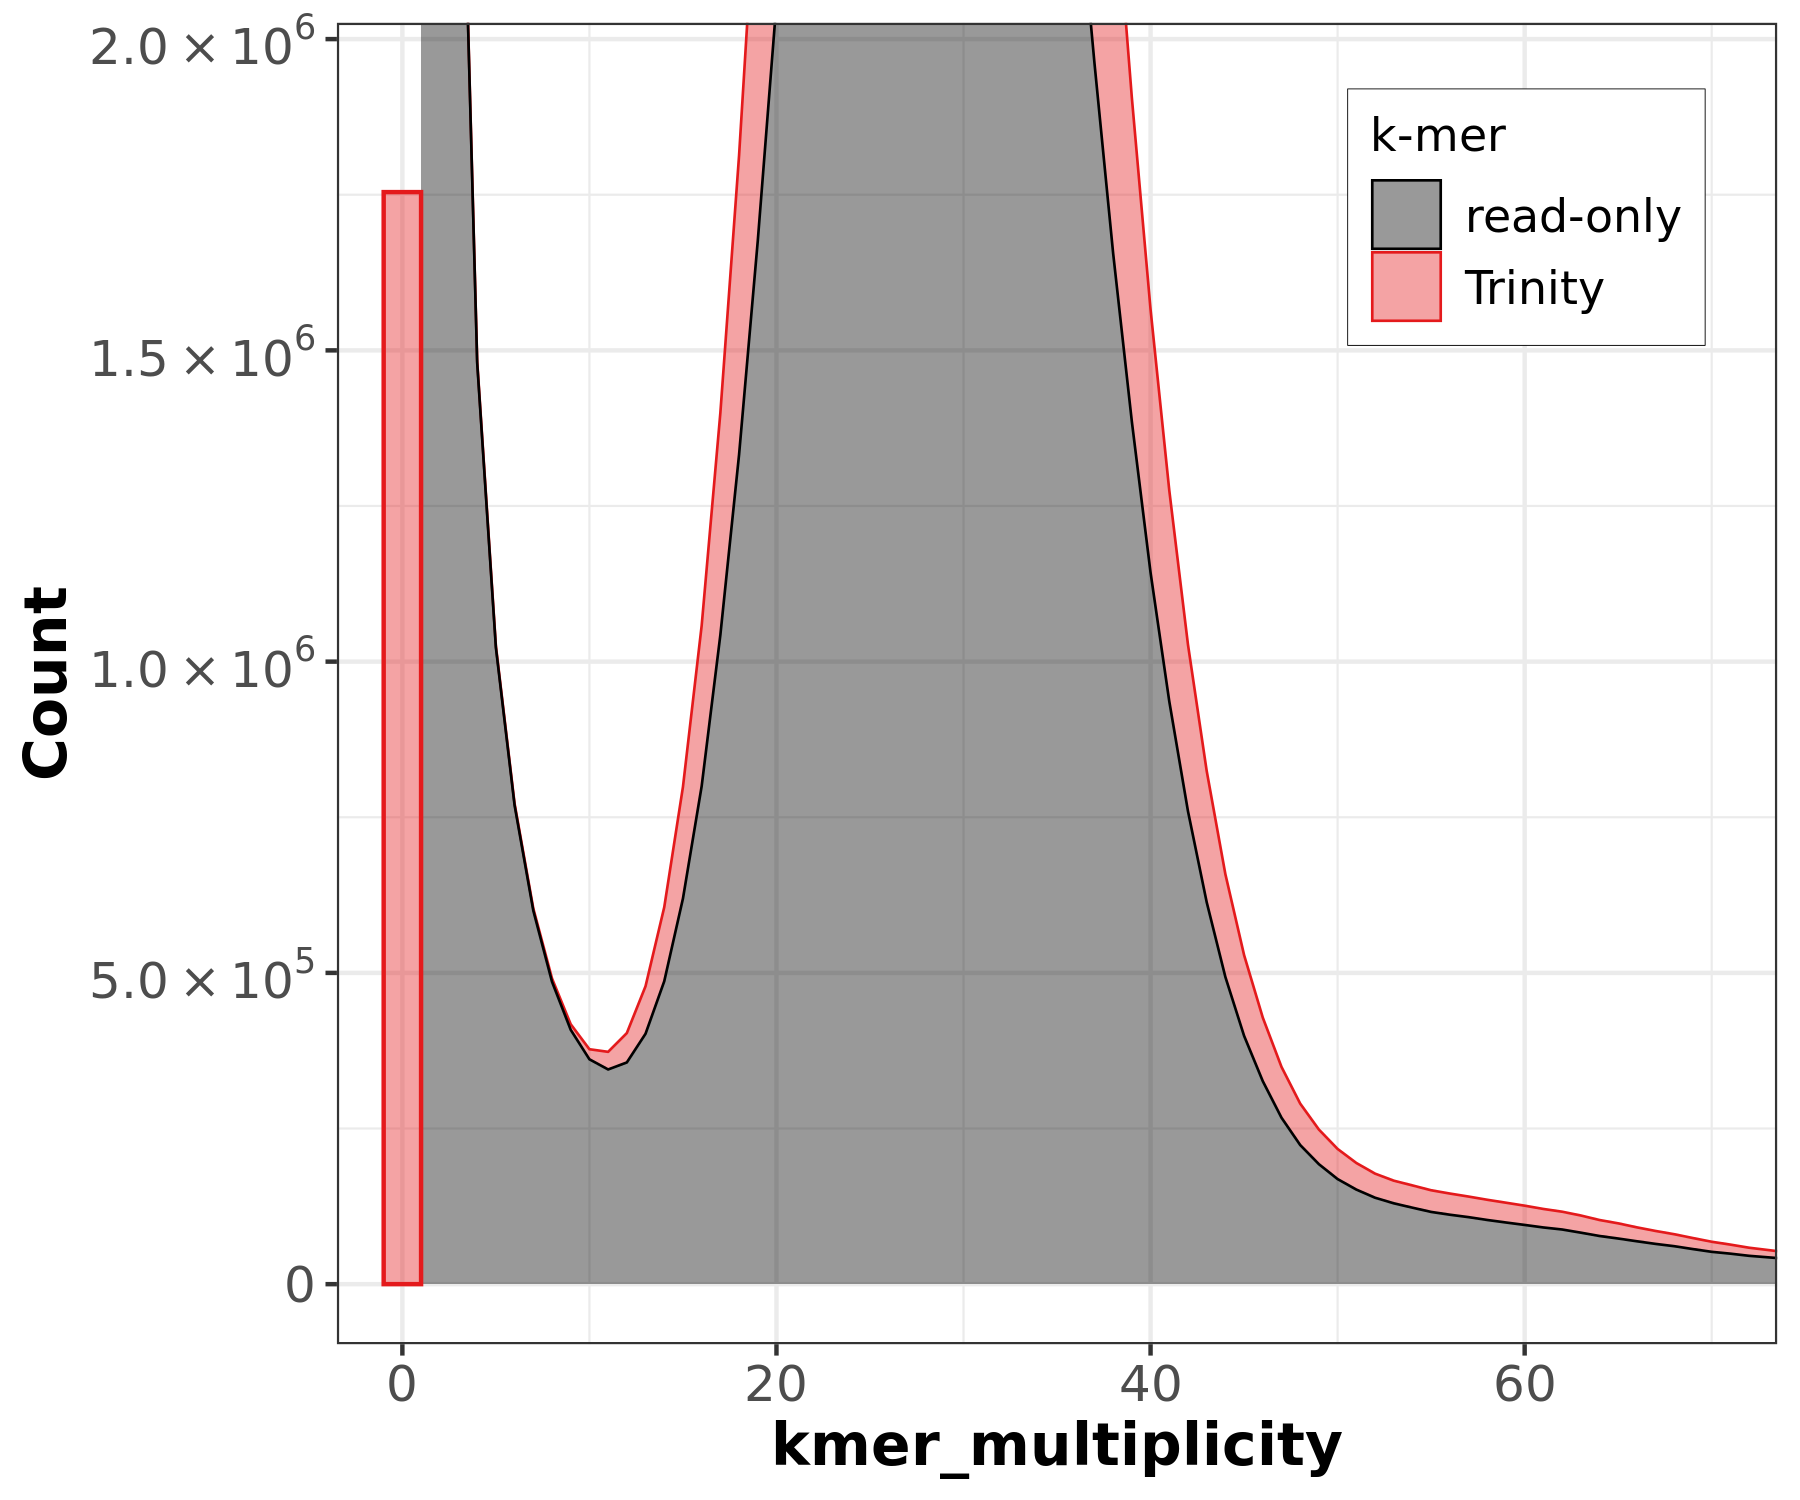 2.0 × 10⁶
1.5 × 10⁶
1.0 × 10⁶
5.0 × 10⁵
0
Count
0 20 40 60
kmer_multiplicity
k-mer
read-only
Trinity